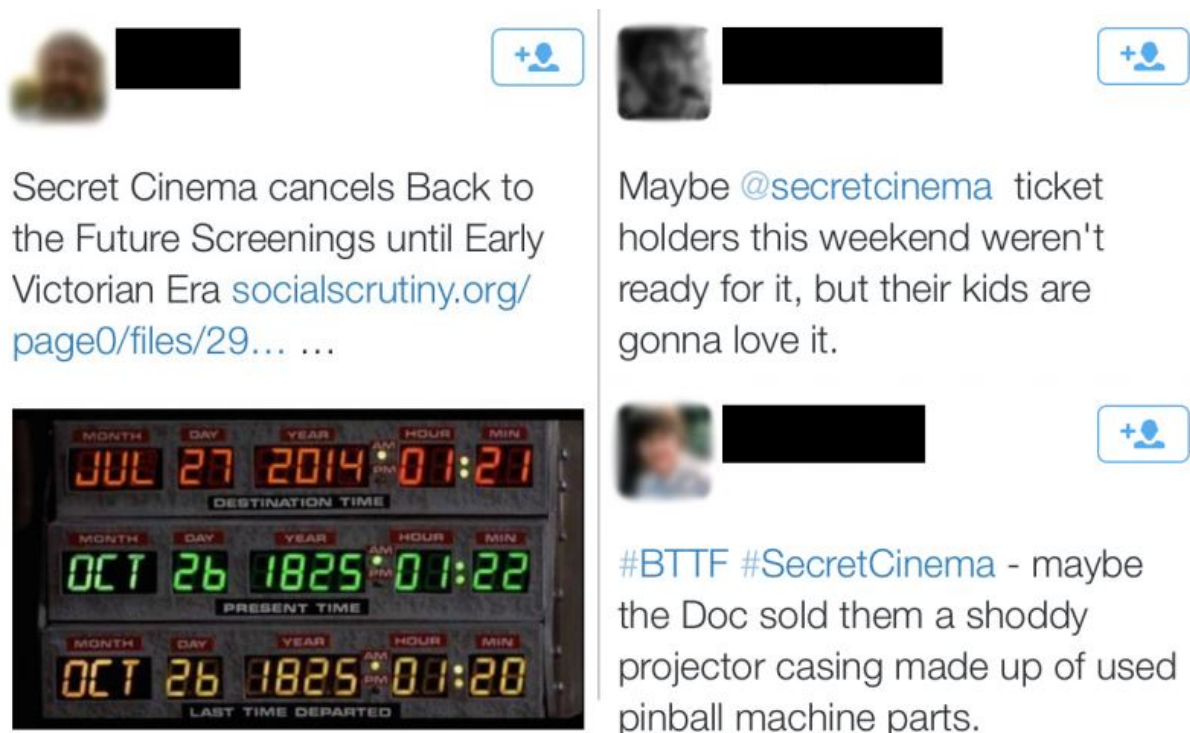 Secret Cinema cancels Back to
the Future Screenings until Early
Victorian Era socialscrutiny.org/
page0/files/29... ...
MONTH DAY YEAR AM PM HOUR MIN
JUL 27 2014 01:21
DESTINATION TIME
MONTH DAY YEAR AM PM HOUR MIN
OCT 26 1825 01:22
PRESENT TIME
MONTH DAY YEAR AM PM HOUR MIN
OCT 26 1825 01:20
LAST TIME DEPARTED
Maybe @secretcinema ticket
holders this weekend weren't
ready for it, but their kids are
gonna love it.
#BTTF #SecretCinema - maybe
the Doc sold them a shoddy
projector casing made up of used
pinball machine parts.